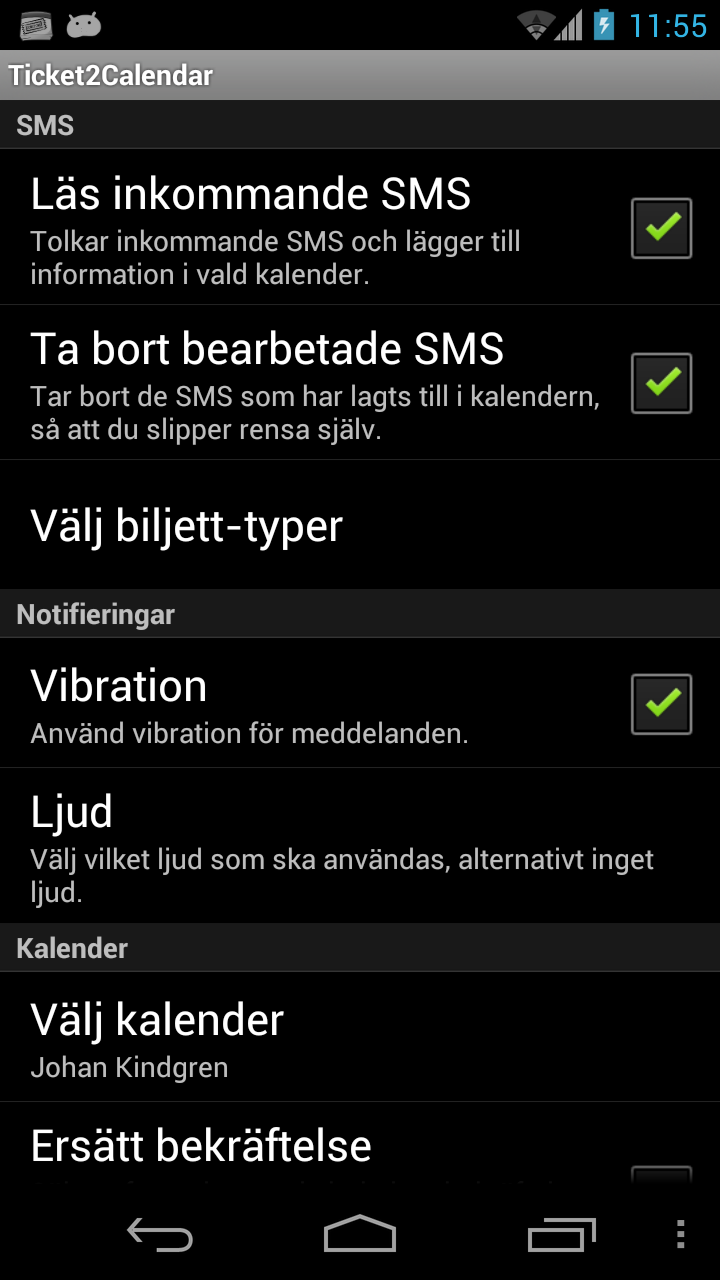 11:55
Ticket2Calendar
SMS
Läs inkommande SMS
Tolkar inkommande SMS och lägger till
information i vald kalender.
Ta bort bearbetade SMS
Tar bort de SMS som har lagts till i kalendern,
så att du slipper rensa själv.
Välj biljett-typer
Notifieringar
Vibration
Använd vibration för meddelanden.
Ljud
Välj vilket ljud som ska användas, alternativt inget
ljud.
Kalender
Välj kalender
Johan Kindgren
Ersätt bekräftelse